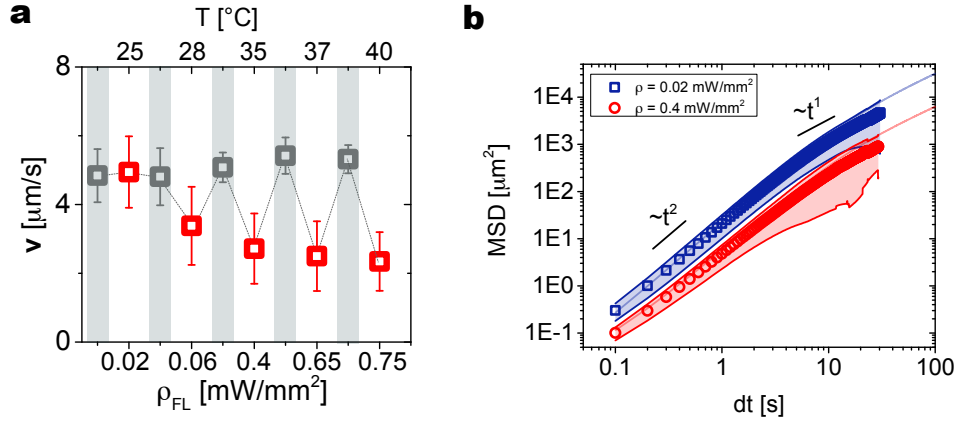 a
T [°C]
25 28 35 37 40
8
4
0
v [μm/s]
0.02 0.06 0.4 0.65 0.75
ρFL [mW/mm²]
b
ρ = 0.02 mW/mm²
ρ = 0.4 mW/mm²
~t¹
~t²
1E4
1E3
1E2
1E1
1E0
1E-1
MSD [μm²]
0.1 1 10 100
dt [s]